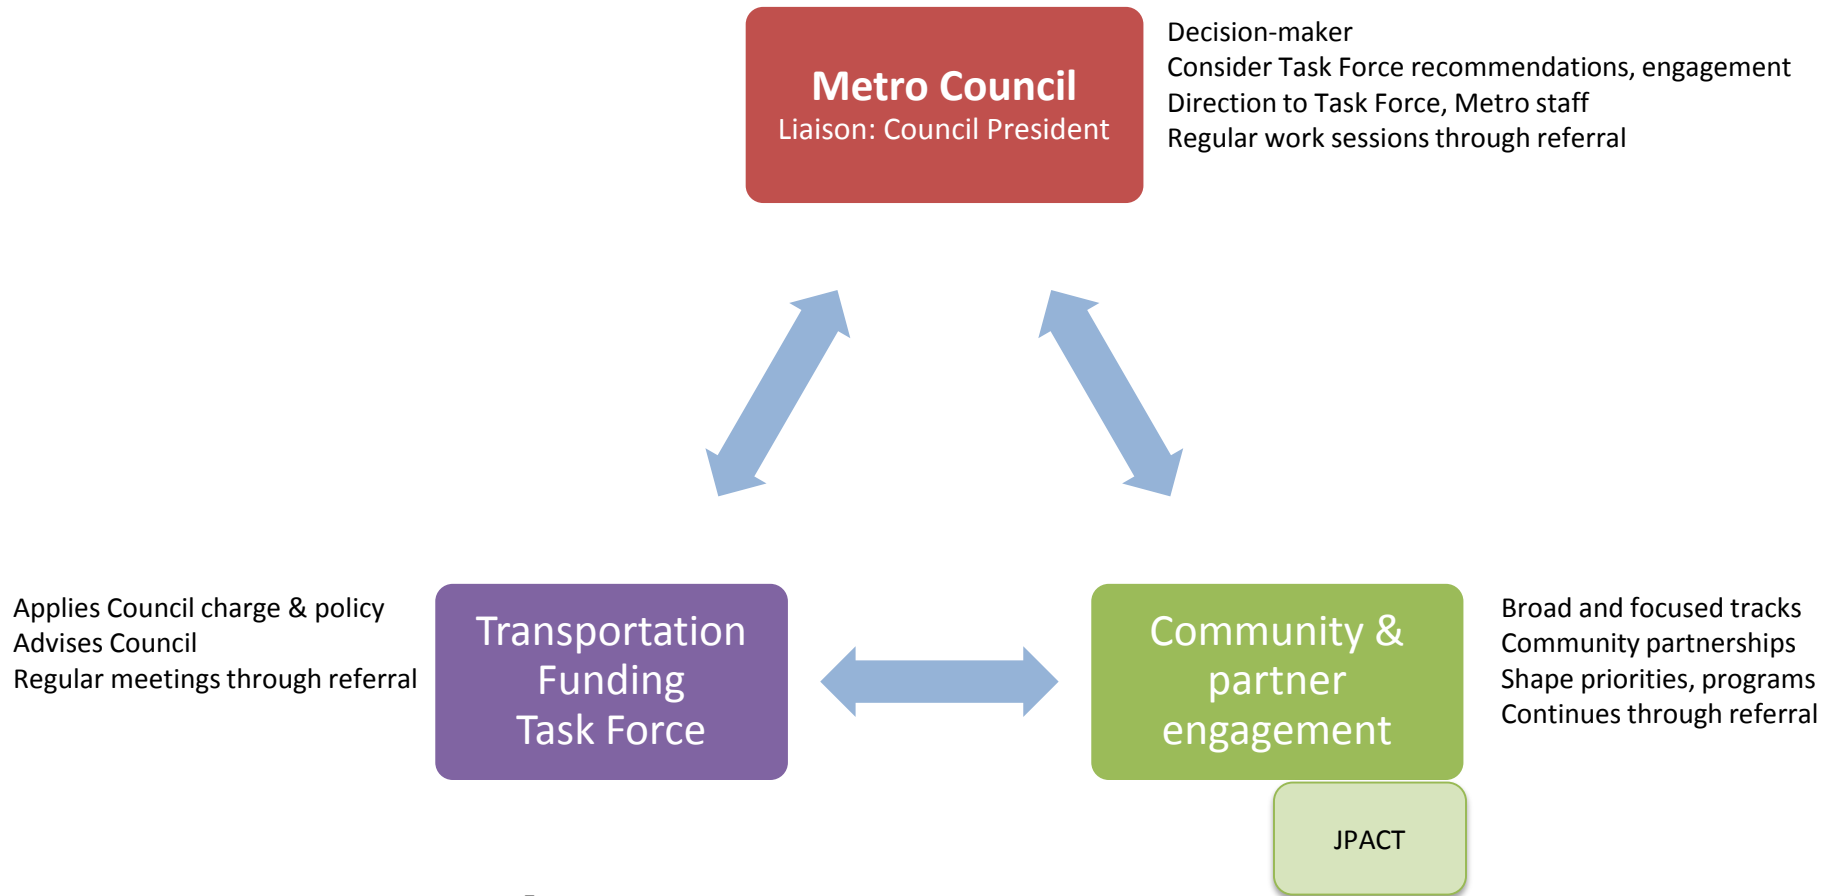 Metro Council
Liaison: Council President
Decision-maker
Consider Task Force recommendations, engagement
Direction to Task Force, Metro staff
Regular work sessions through referral
Applies Council charge & policy
Advises Council
Regular meetings through referral
Transportation
Funding
Task Force
Community &
partner
engagement
Broad and focused tracks
Community partnerships
Shape priorities, programs
Continues through referral
JPACT